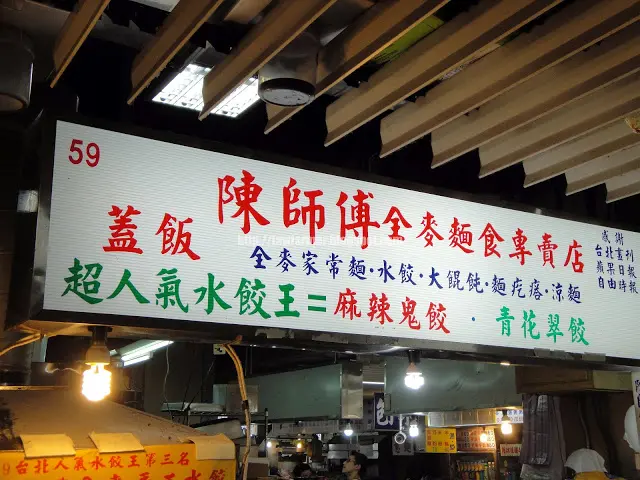 59
陳師傅全麥麵食專賣店
蓋飯
全麥家常麵·水餃·大餛飩·麵疙瘩·涼麵
超人氣水餃王=麻辣鬼餃·青花翠餃
感謝
台北畫刊
蘋果日報
自由時報
9台北人氣水餃王第三名